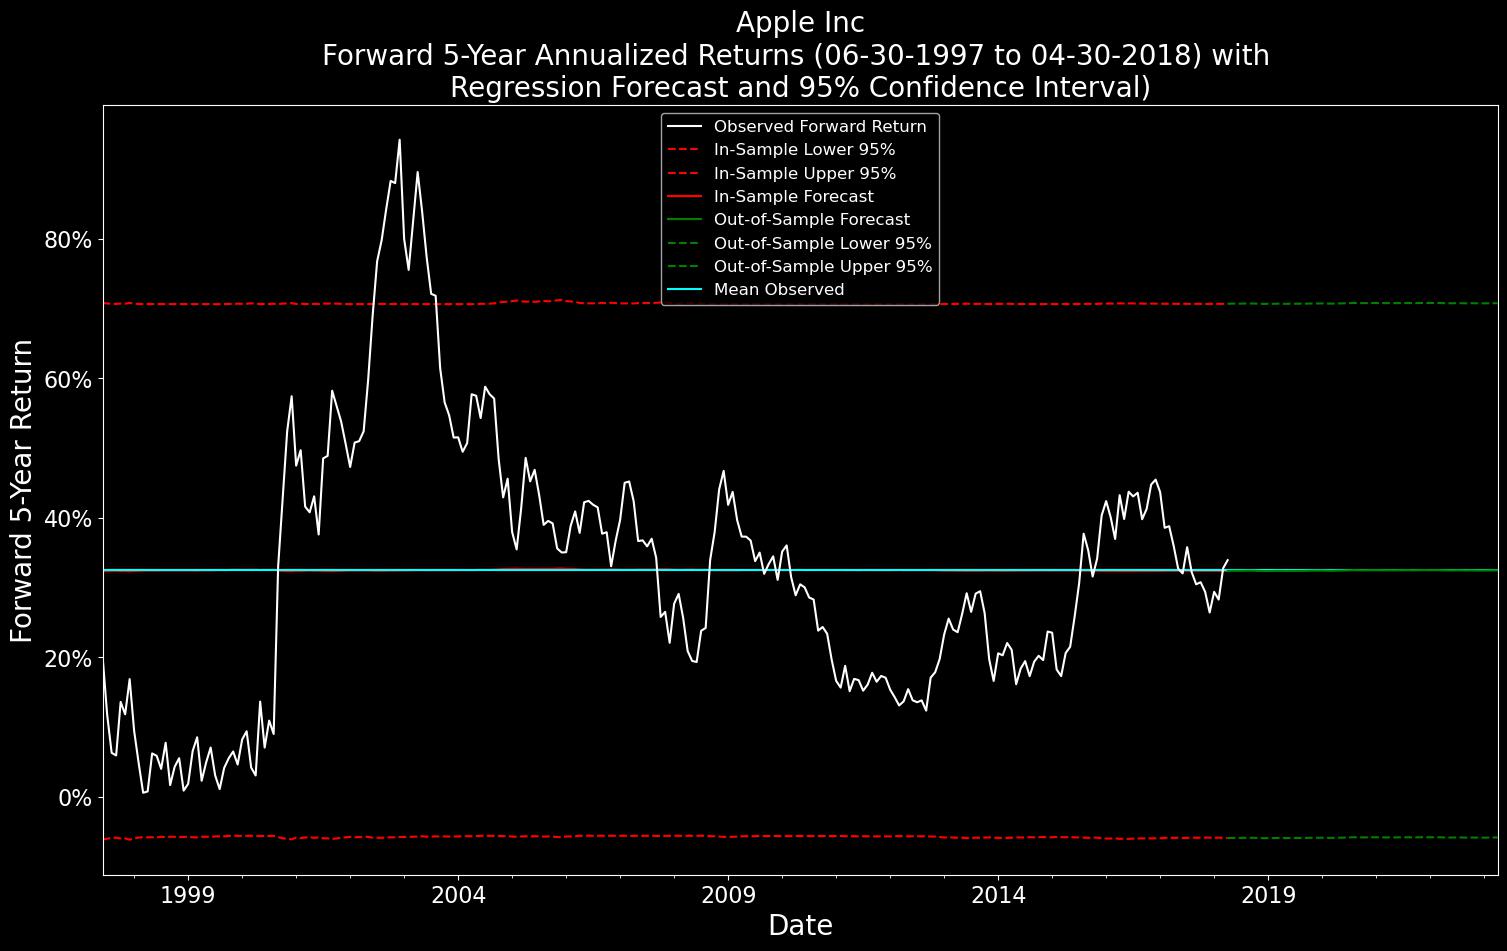 Apple Inc
Forward 5-Year Annualized Returns (06-30-1997 to 04-30-2018) with
Regression Forecast and 95% Confidence Interval)
Observed Forward Return
In-Sample Lower 95%
In-Sample Upper 95%
In-Sample Forecast
Out-of-Sample Forecast
Out-of-Sample Lower 95%
Out-of-Sample Upper 95%
Mean Observed
Forward 5-Year Return
80%
60%
40%
20%
0%
1999
2004
2009
2014
2019
Date